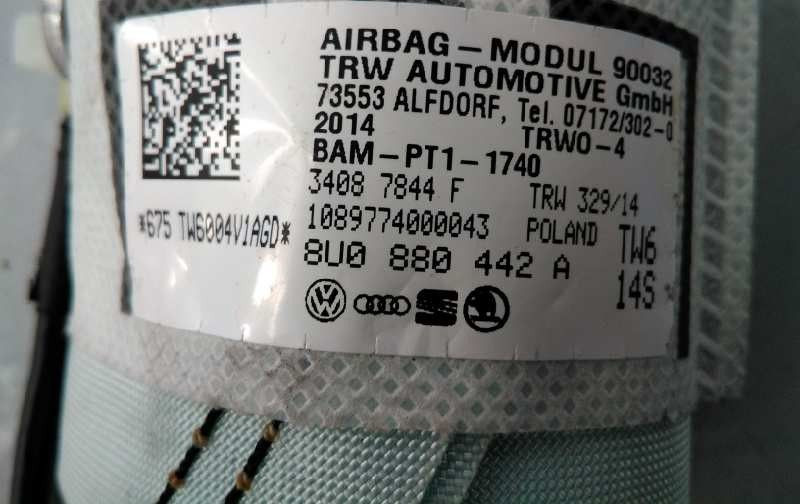 AIRBAG-MODUL 90032
TRW AUTOMOTIVE GmbH
73553 ALFDORF, Tel. 07172/302-0
2014 TRWO-4
BAM-PT1-1740
3408 7844 F TRW 329/14
1089774000043 POLAND TW6
*675 TW6004V1AGD*
8U0 880 442 A 14S